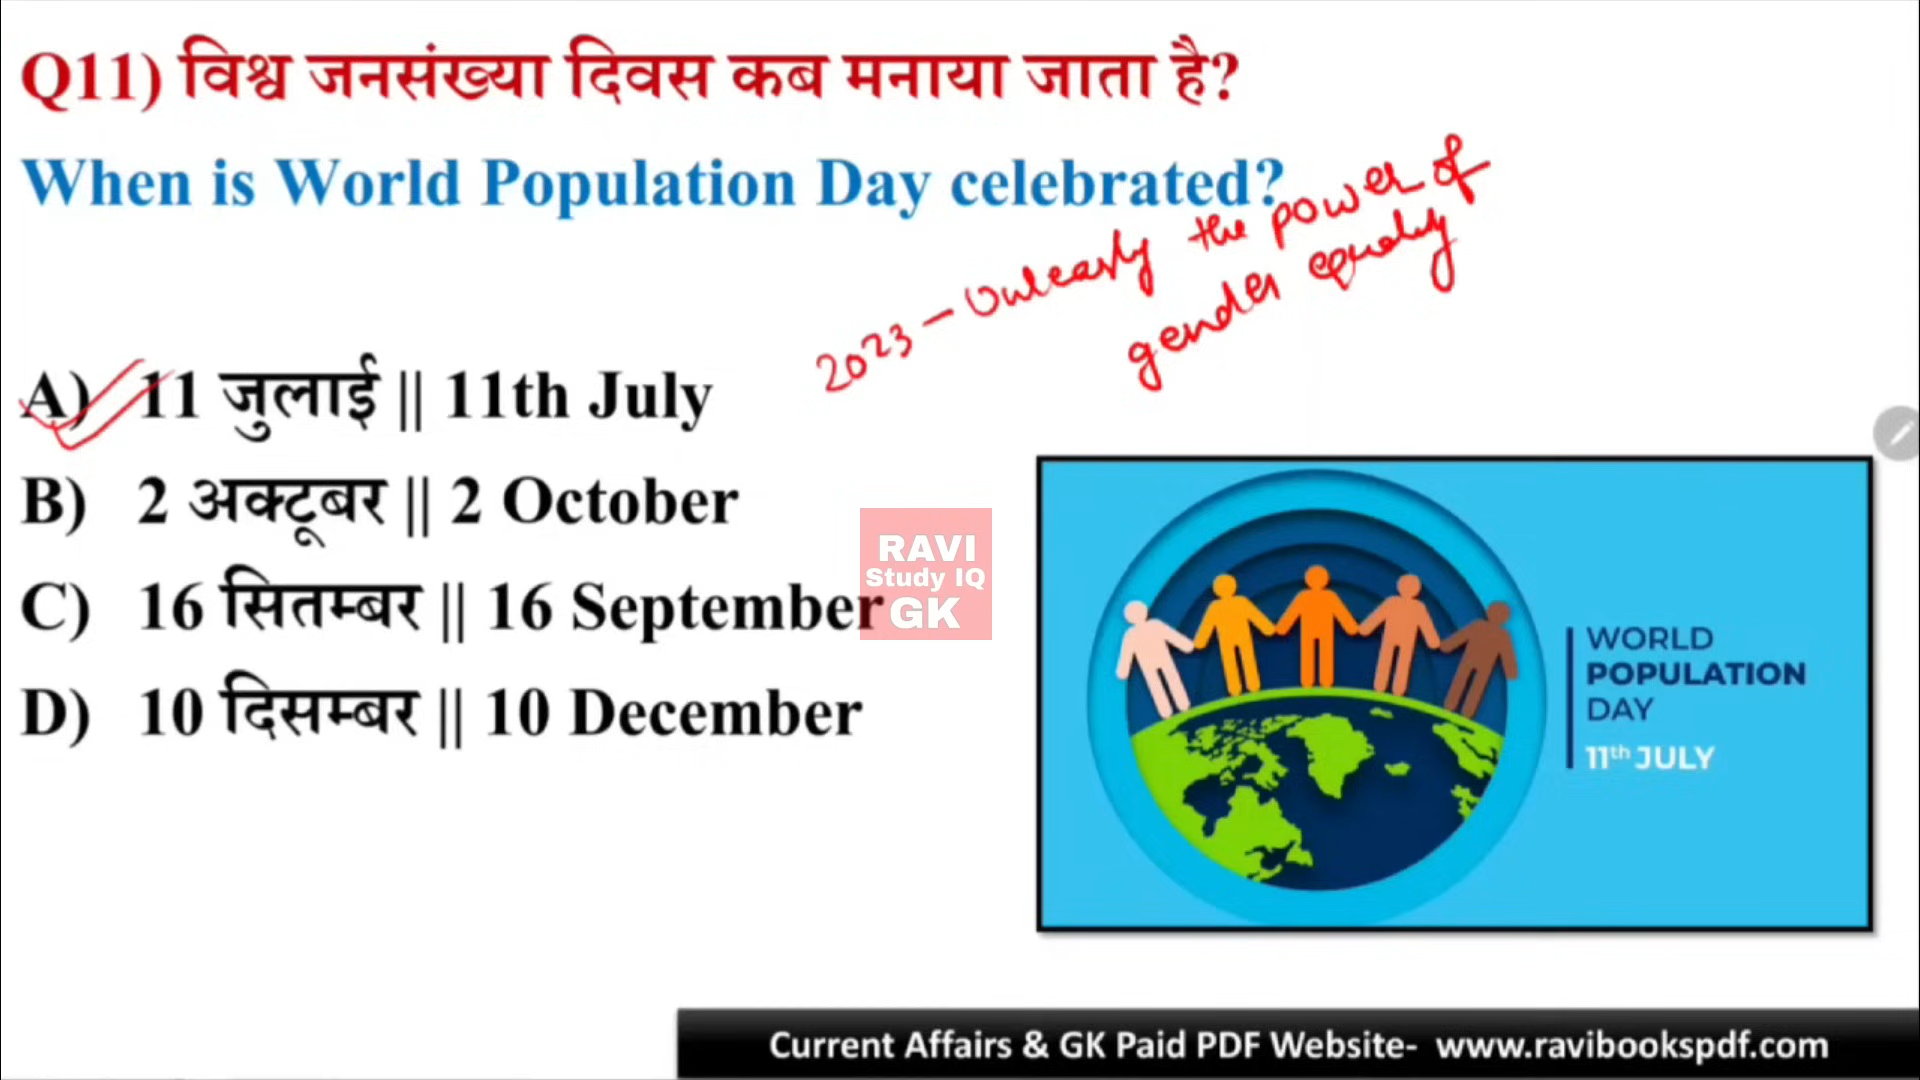 Q11) विश्व जनसंख्या दिवस कब मनाया जाता है?
When is World Population Day celebrated?
2023 - Unleashing the power of
gender equality
A) 11 जुलाई || 11th July
B) 2 अक्टूबर || 2 October
C) 16 सितम्बर || 16 September
D) 10 दिसम्बर || 10 December
RAVI
Study IQ
GK
WORLD
POPULATION
DAY
11th JULY
Current Affairs & GK Paid PDF Website- www.ravibookspdf.com